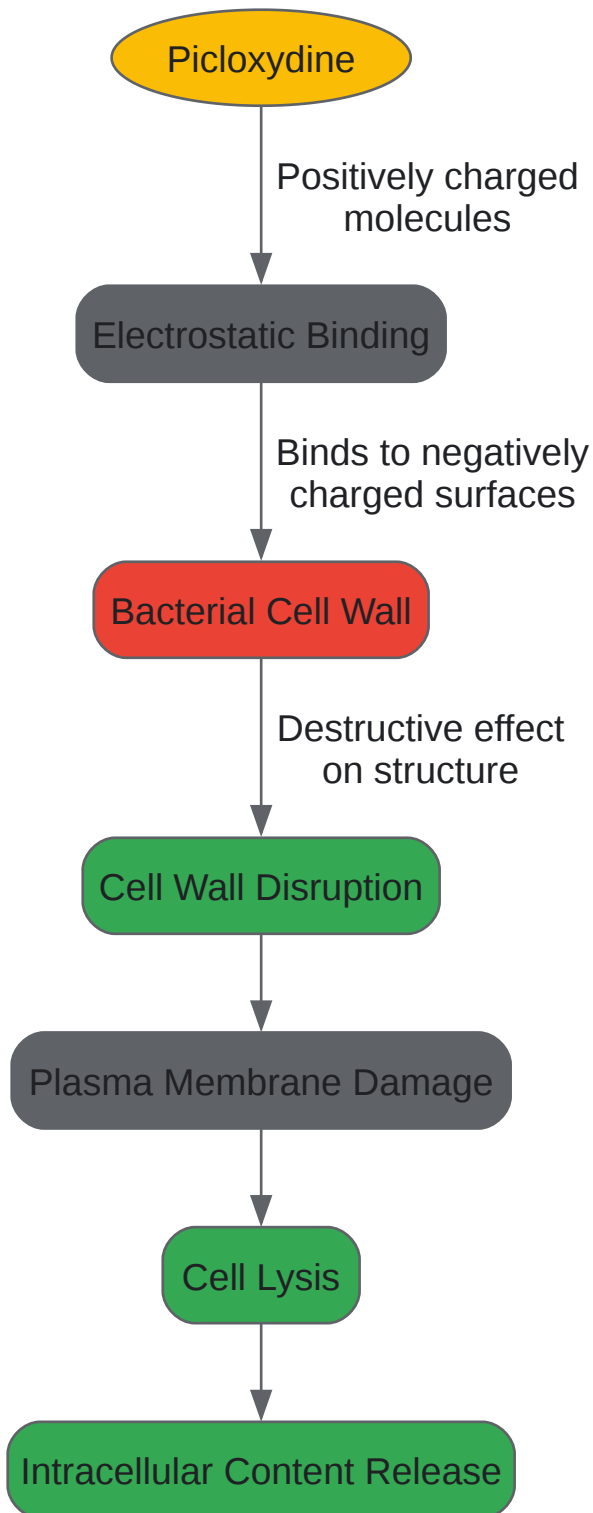 Picloxydine
Positively charged
molecules
Electrostatic Binding
Binds to negatively
charged surfaces
Bacterial Cell Wall
Destructive effect
on structure
Cell Wall Disruption
Plasma Membrane Damage
Cell Lysis
Intracellular Content Release